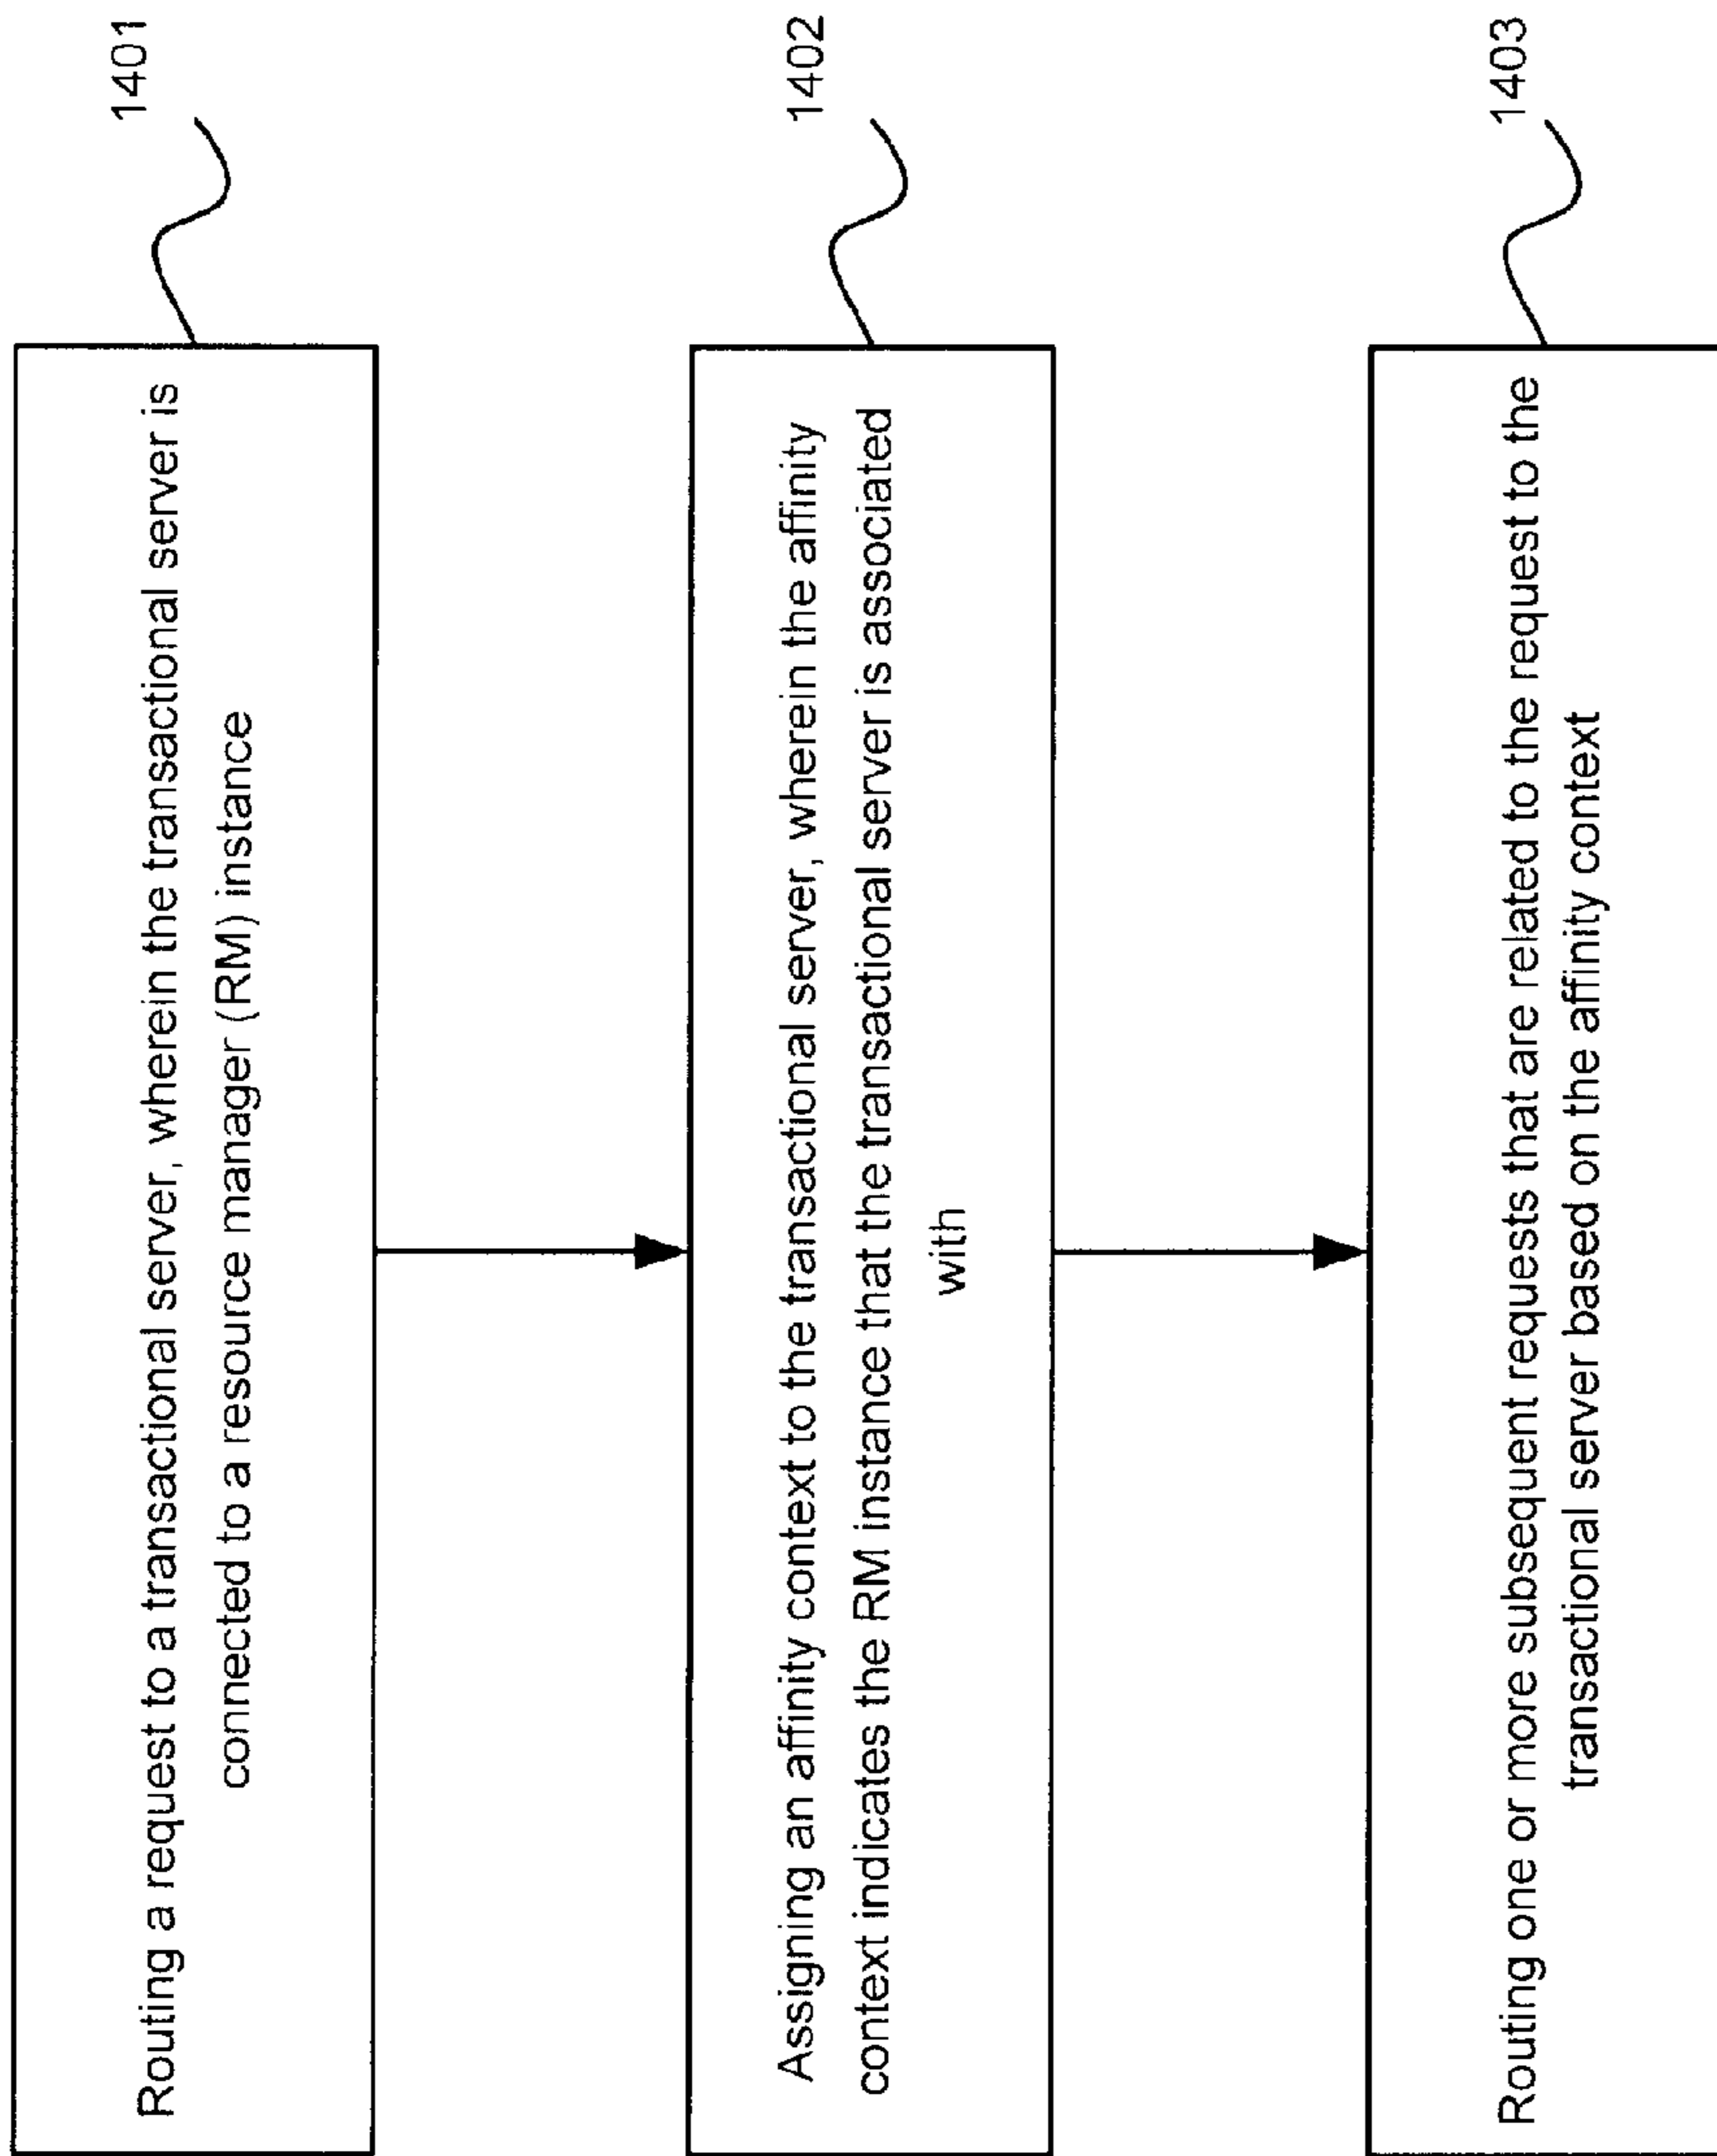 Routing a request to a transactional server, wherein the transactional server is
connected to a resource manager (RM) instance
1401
Assigning an affinity context to the transactional server, wherein the affinity
context indicates the RM instance that the transactional server is associated
with
1402
Routing one or more subsequent requests that are related to the request to the
transactional server based on the affinity context
1403